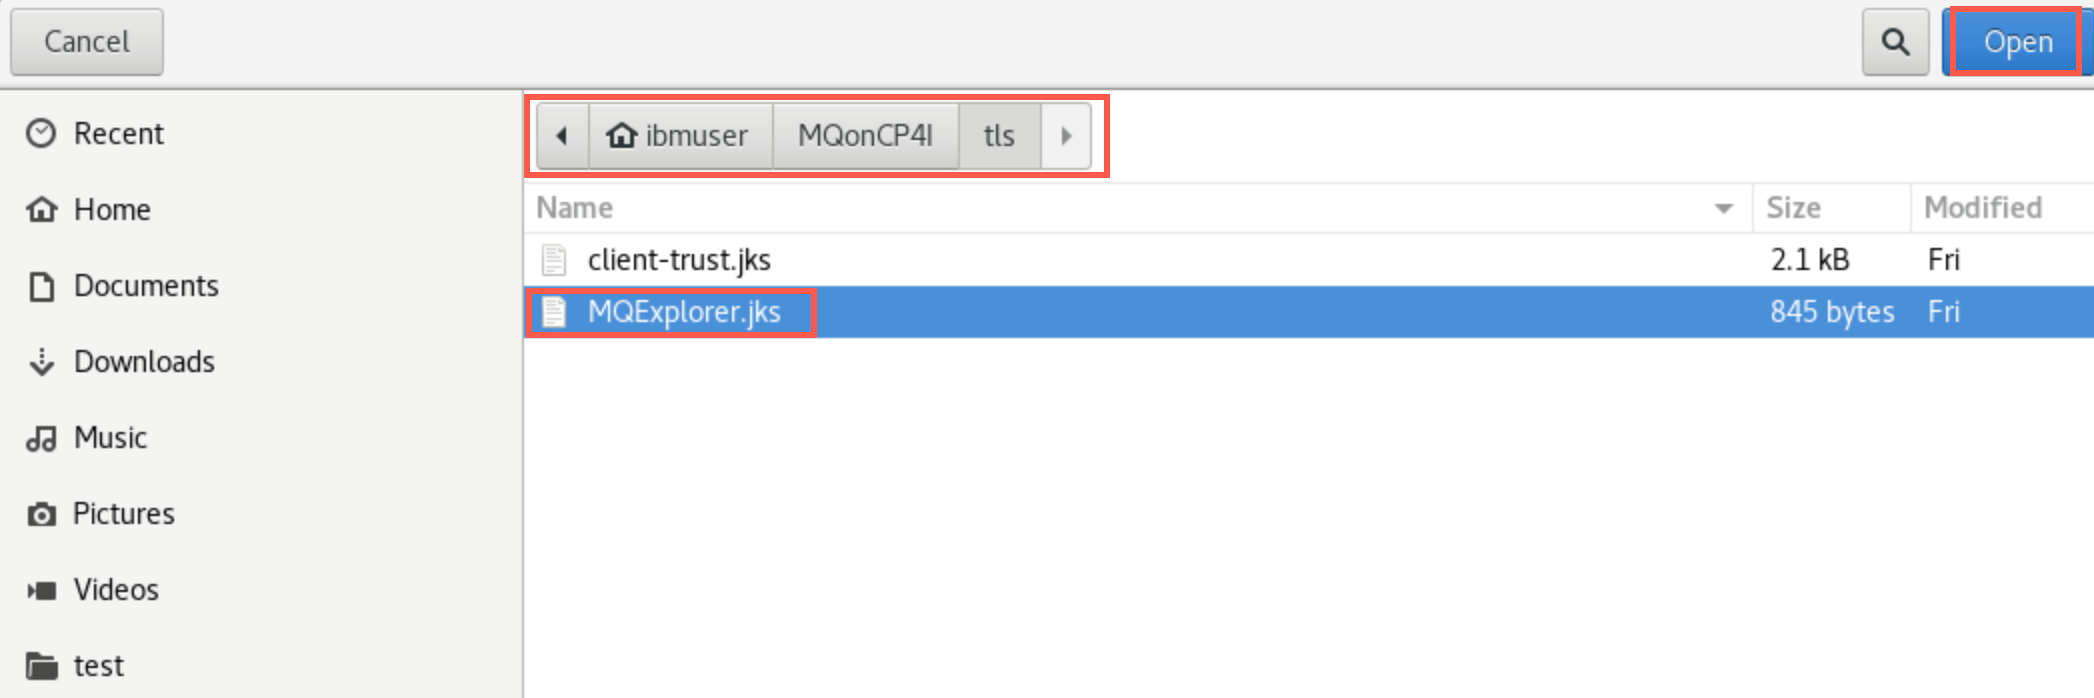 Cancel
Open
Recent
Home
Documents
Downloads
Music
Pictures
Videos
test
ibmuser MQonCP4I tls
Name Size Modified
client-trust.jks 2.1 kB Fri
MQExplorer.jks 845 bytes Fri